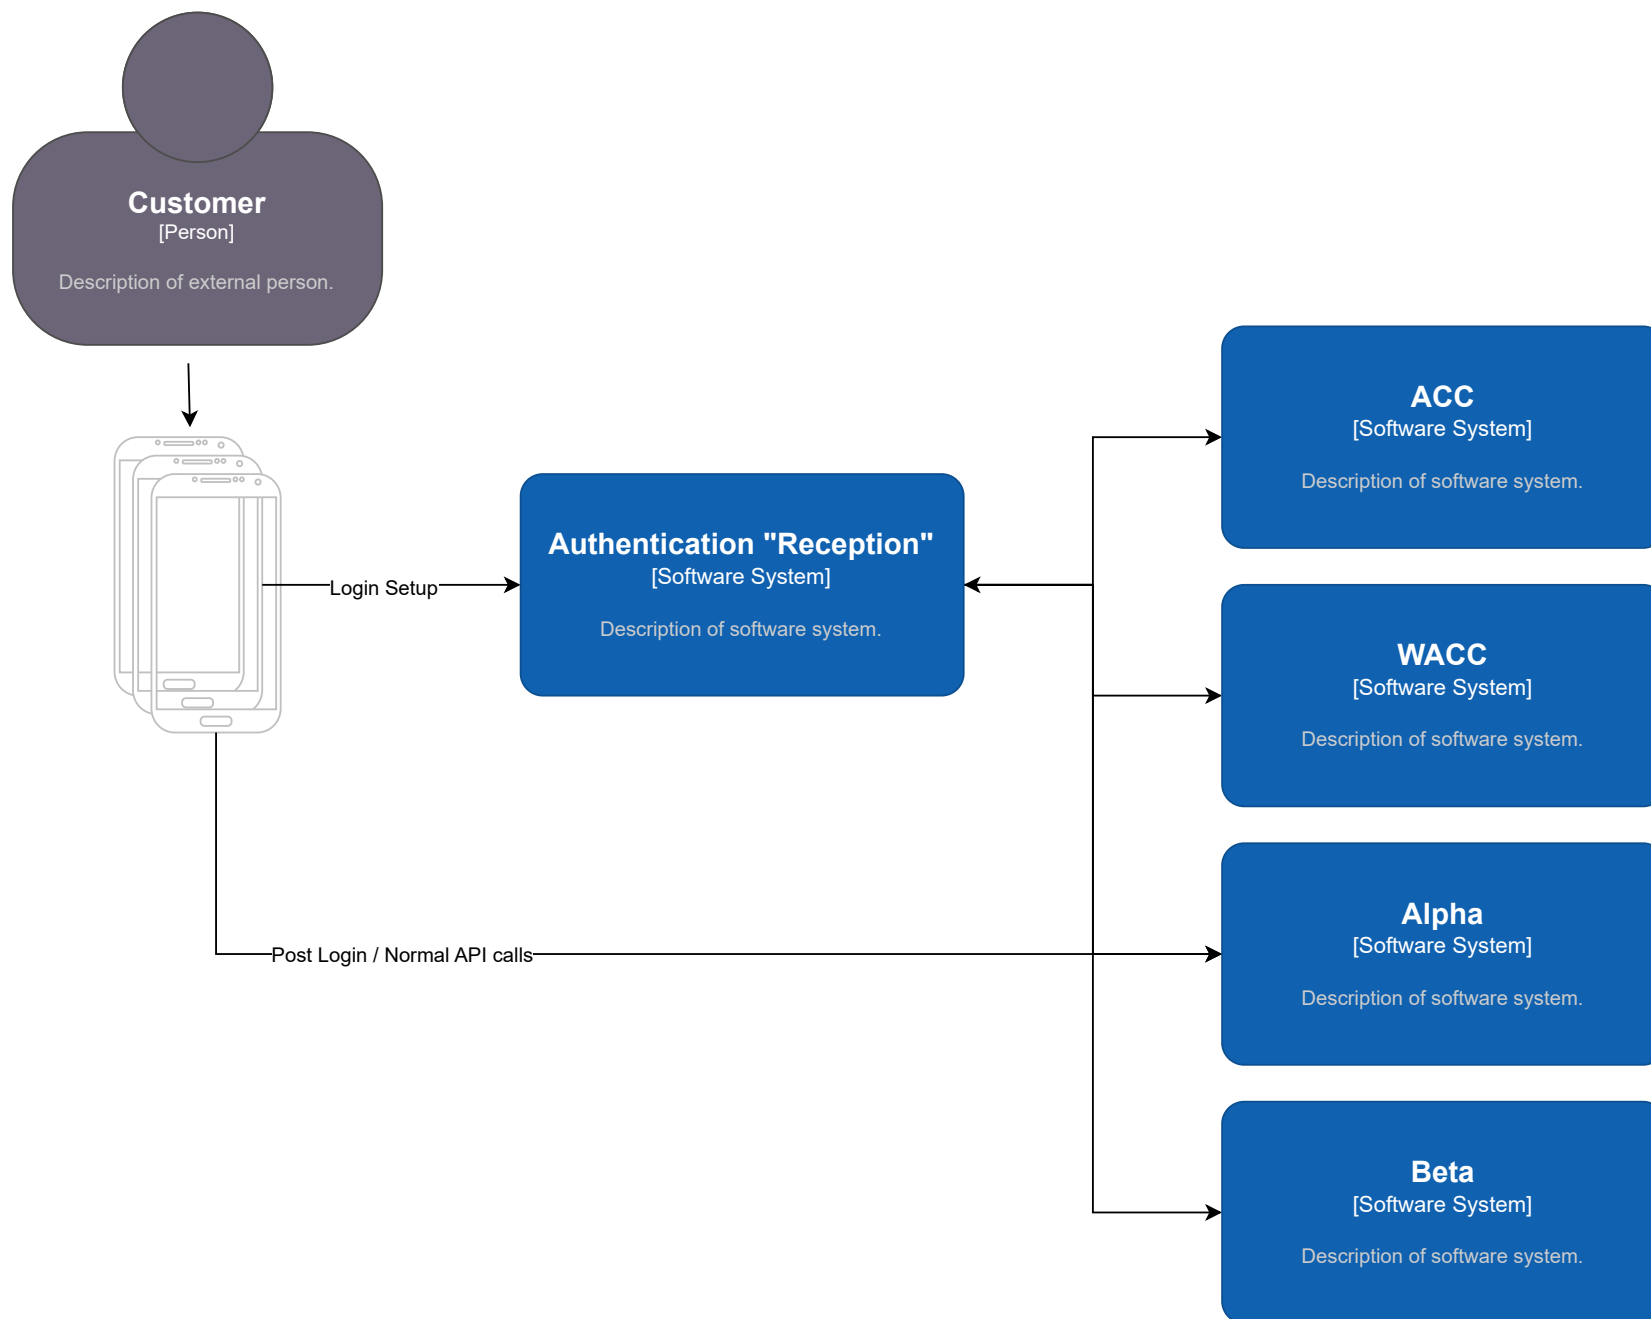 Customer
[Person]
Description of external person.
ACC
[Software System]
Description of software system.
Authentication "Reception"
[Software System]
Description of software system.
Login Setup
WACC
[Software System]
Description of software system.
Alpha
[Software System]
Description of software system.
Post Login / Normal API calls
Beta
[Software System]
Description of software system.